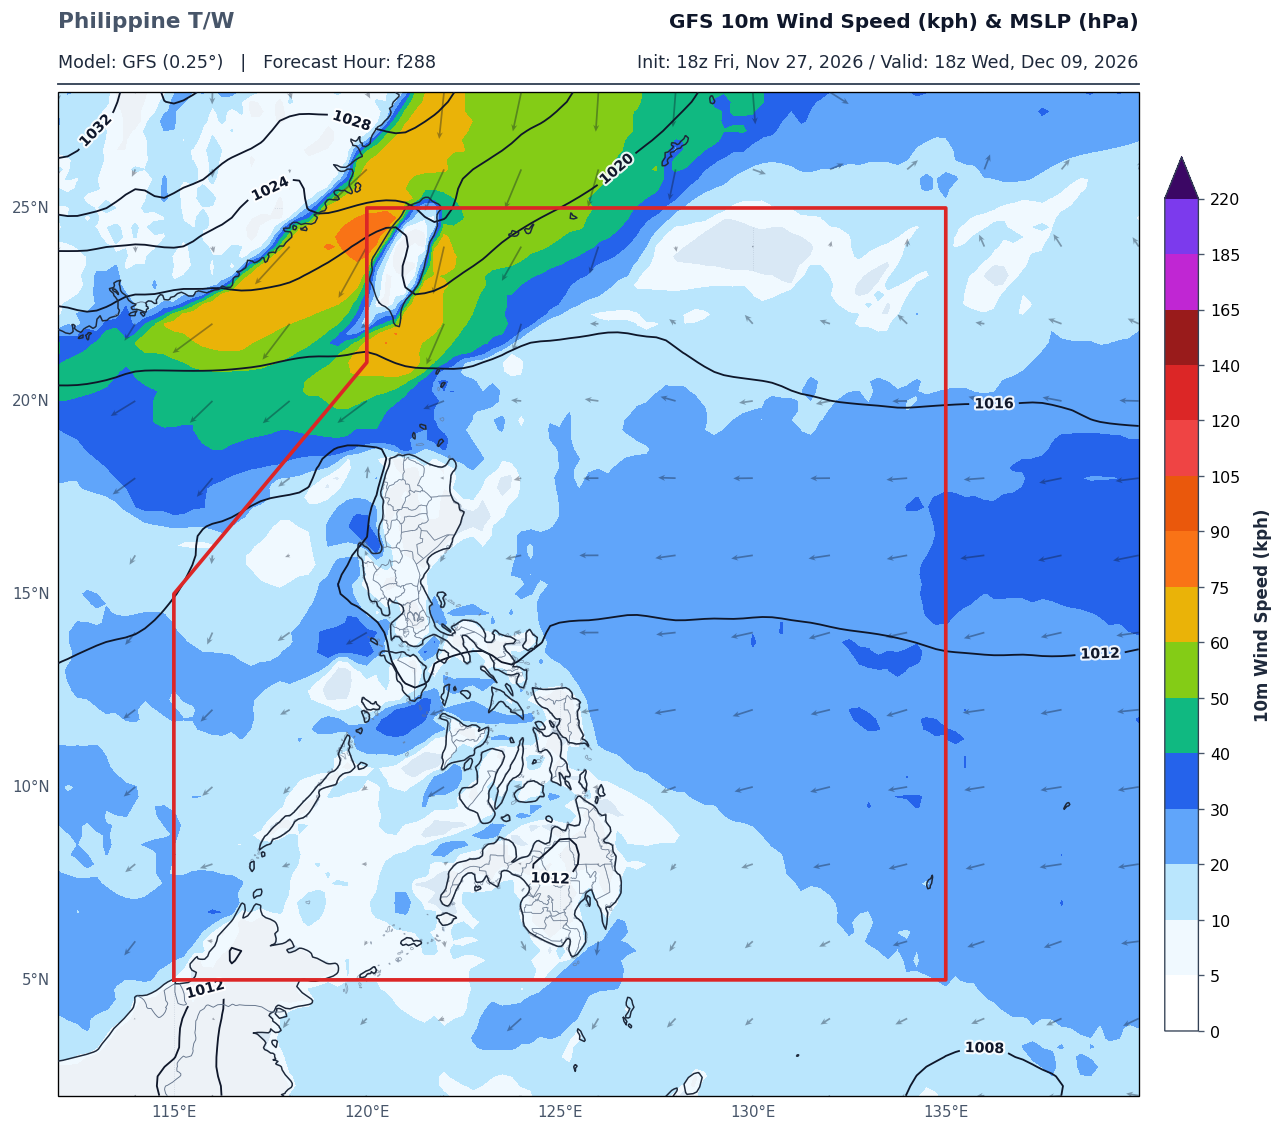 Philippine T/W
GFS 10m Wind Speed (kph) & MSLP (hPa)
Model: GFS (0.25°) | Forecast Hour: f288
Init: 18z Fri, Nov 27, 2026 / Valid: 18z Wed, Dec 09, 2026
1032
1028
1024
1020
1016
1012
1012
1012
1008
25°N
20°N
15°N
10°N
5°N
115°E
120°E
125°E
130°E
135°E
220
185
165
140
120
105
90
75
60
50
40
30
20
10
5
0
10m Wind Speed (kph)